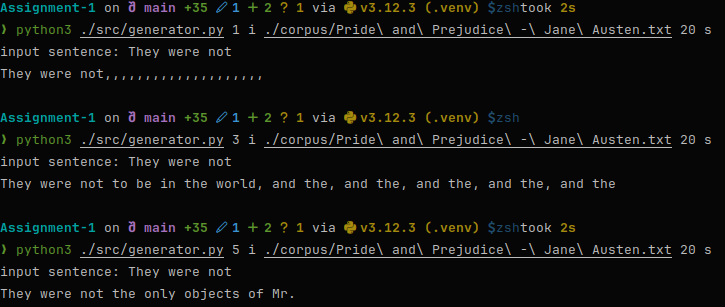 Assignment-1 on main +35 1 + 2 ? 1 via v3.12.3 (.venv) $zshtook 2s
❯ python3 ./src/generator.py 1 i ./corpus/Pride\ and\ Prejudice\ -\ Jane\ Austen.txt 20 s
input sentence: They were not
They were not,,,,,,,,,,,,,,,,,,,,
Assignment-1 on main +35 1 + 2 ? 1 via v3.12.3 (.venv) $zsh
❯ python3 ./src/generator.py 3 i ./corpus/Pride\ and\ Prejudice\ -\ Jane\ Austen.txt 20 s
input sentence: They were not
They were not to be in the world, and the, and the, and the, and the, and the
Assignment-1 on main +35 1 + 2 ? 1 via v3.12.3 (.venv) $zshtook 2s
❯ python3 ./src/generator.py 5 i ./corpus/Pride\ and\ Prejudice\ -\ Jane\ Austen.txt 20 s
input sentence: They were not
They were not the only objects of Mr.